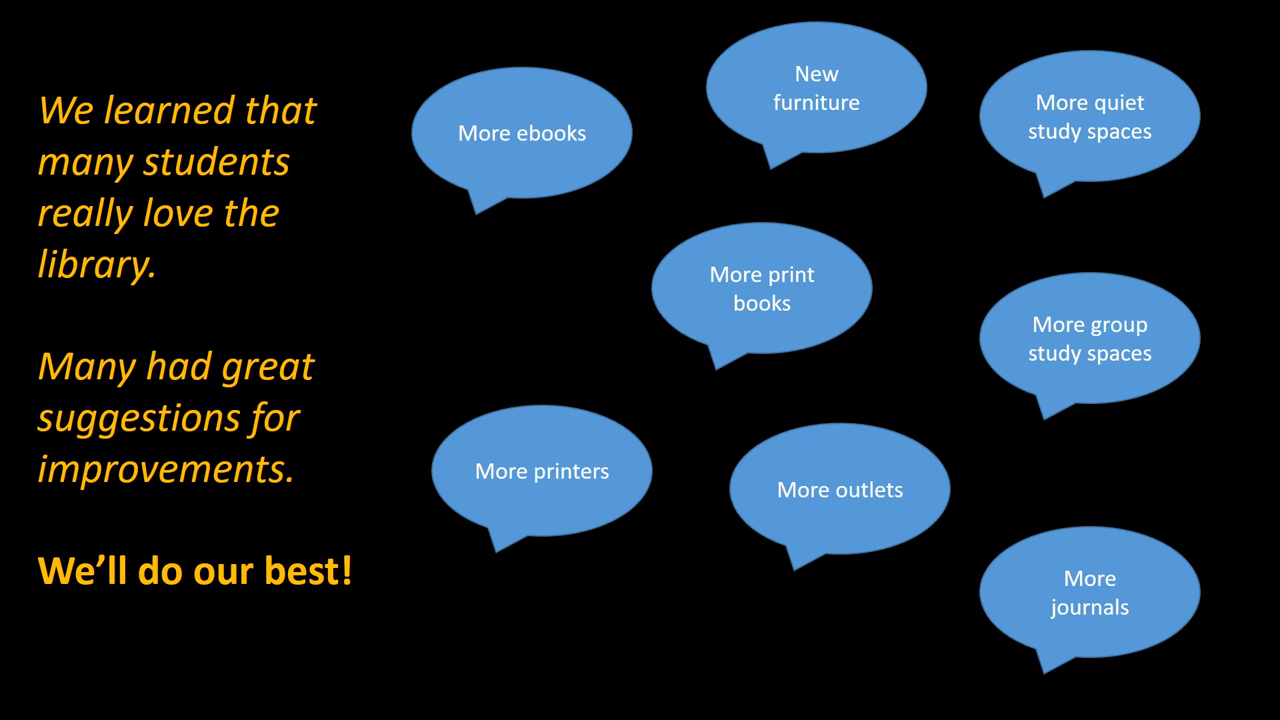 We learned that
many students
really love the
library.
Many had great
suggestions for
improvements.
We’ll do our best!
More ebooks
New
furniture
More quiet
study spaces
More print
books
More group
study spaces
More printers
More outlets
More
journals